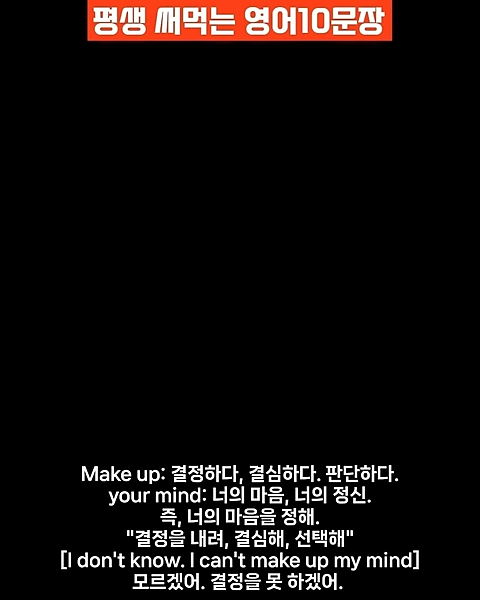 평생 써먹는 영어10문장
Make up: 결정하다, 결심하다. 판단하다.
your mind: 너의 마음, 너의 정신.
즉, 너의 마음을 정해.
"결정을 내려, 결심해, 선택해"
[I don't know. I can't make up my mind]
모르겠어. 결정을 못 하겠어.